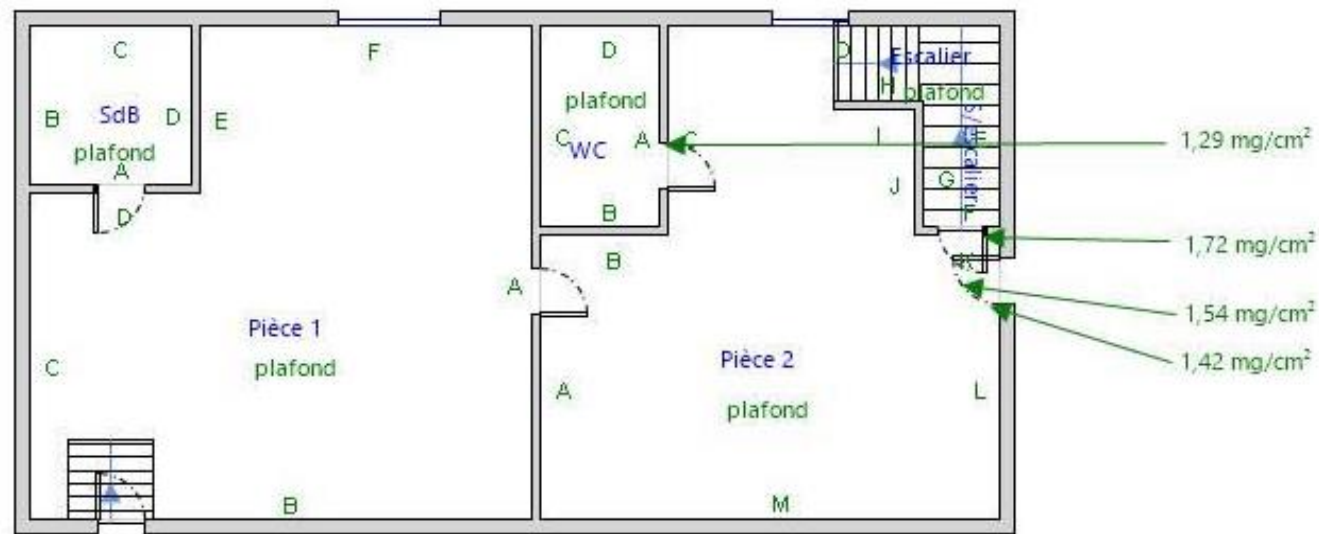 C
F
D
D
Escalier
plafond
H
plafond
B
SdB
D
E
C
WC
A
C
I
E
S/Escalier
1,29 mg/cm²
plafond
A
G
J
F
B
D
1,72 mg/cm²
B
K
A
1,54 mg/cm²
Pièce 1
1,42 mg/cm²
C
plafond
Pièce 2
A
L
plafond
B
M